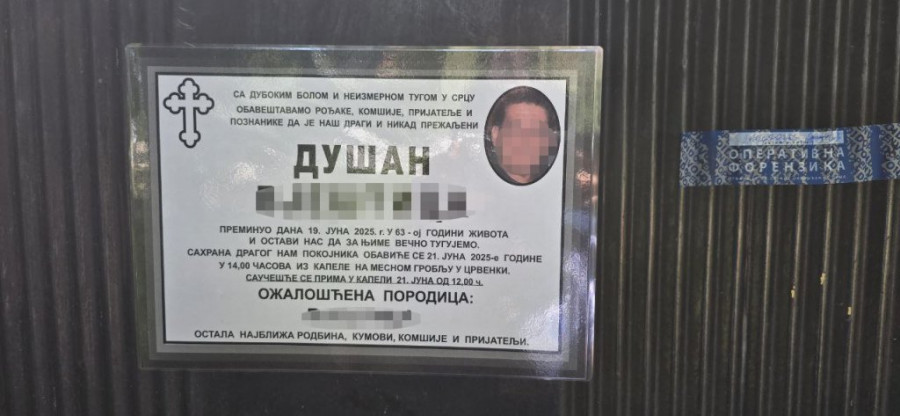 СА ДУБОКИМ БОЛОМ И НЕИЗМЕРНОМ ТУГОМ У СРЦУ
ОБАВЕШТАВАМО РОЂАКЕ, КОМШИЈЕ, ПРИЈАТЕЉЕ И
ПОЗНАНИКЕ ДА ЈЕ НАШ ДРАГИ И НИКАД ПРЕЖАЉЕНИ
ДУШАН
ПРЕМИНУО ДАНА 19. ЈУНА 2025. г. У 63 - ој ГОДИНИ ЖИВОТА
И ОСТАВИ НАС ДА ЗА ЊИМЕ ВЕЧНО ТУГУЈЕМО.
САХРАНА ДРАГОГ НАМ ПОКОЈНИКА ОБАВИЋЕ СЕ 21. ЈУНА 2025-е ГОДИНЕ
У 14,00 ЧАСОВА ИЗ КАПЕЛЕ НА МЕСНОМ ГРОБЉУ У ЦРВЕНКИ.
САУЧЕШЋЕ СЕ ПРИМА У КАПЕЛИ 21. ЈУНА ОД 12,00 ч.
ОЖАЛОШЋЕНА ПОРОДИЦА:
ОСТАЛА НАЈБЛИЖА РОДБИНА, КУМОВИ, КОМШИЈЕ И ПРИЈАТЕЉИ.
ОПЕРАТИВНА
ФОРЕНЗИКА